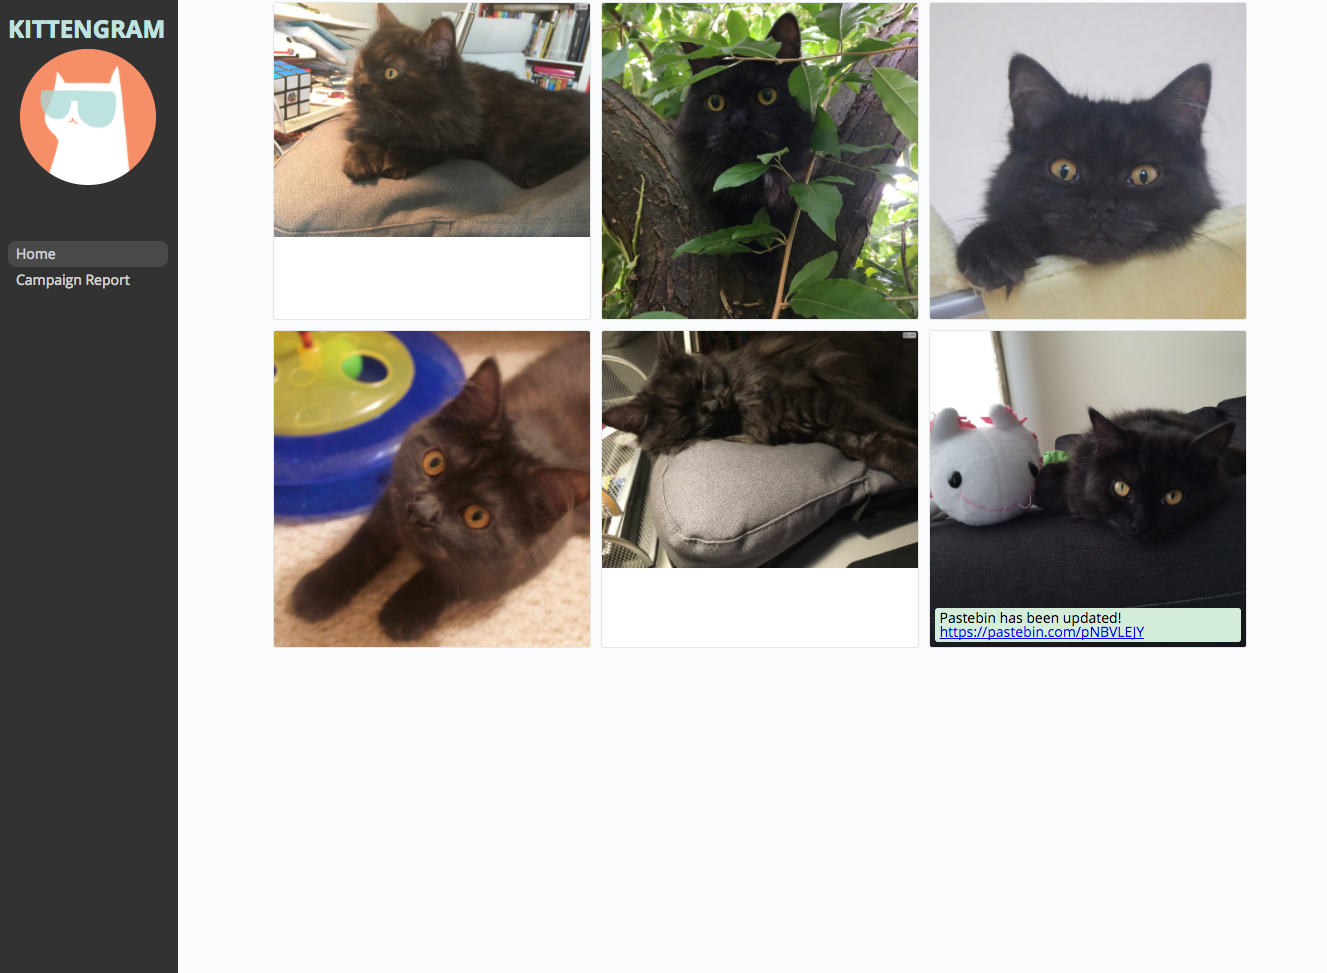 KITTENGRAM
Home
Campaign Report
Pastebin has been updated!
https://pastebin.com/pNBVLEJY